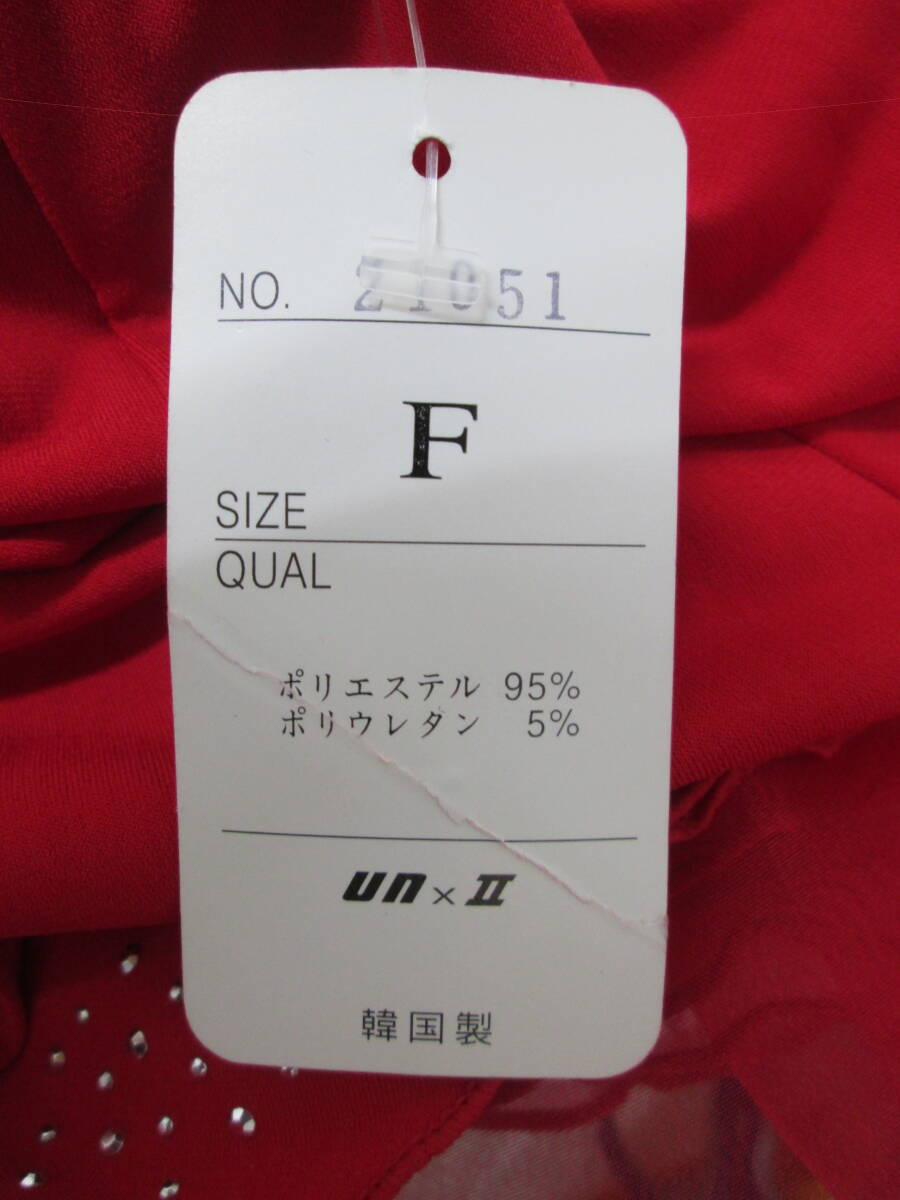 NO. 21051
F
SIZE
QUAL
ポリエステル 95%
ポリウレタン 5%
un×II
韓国製